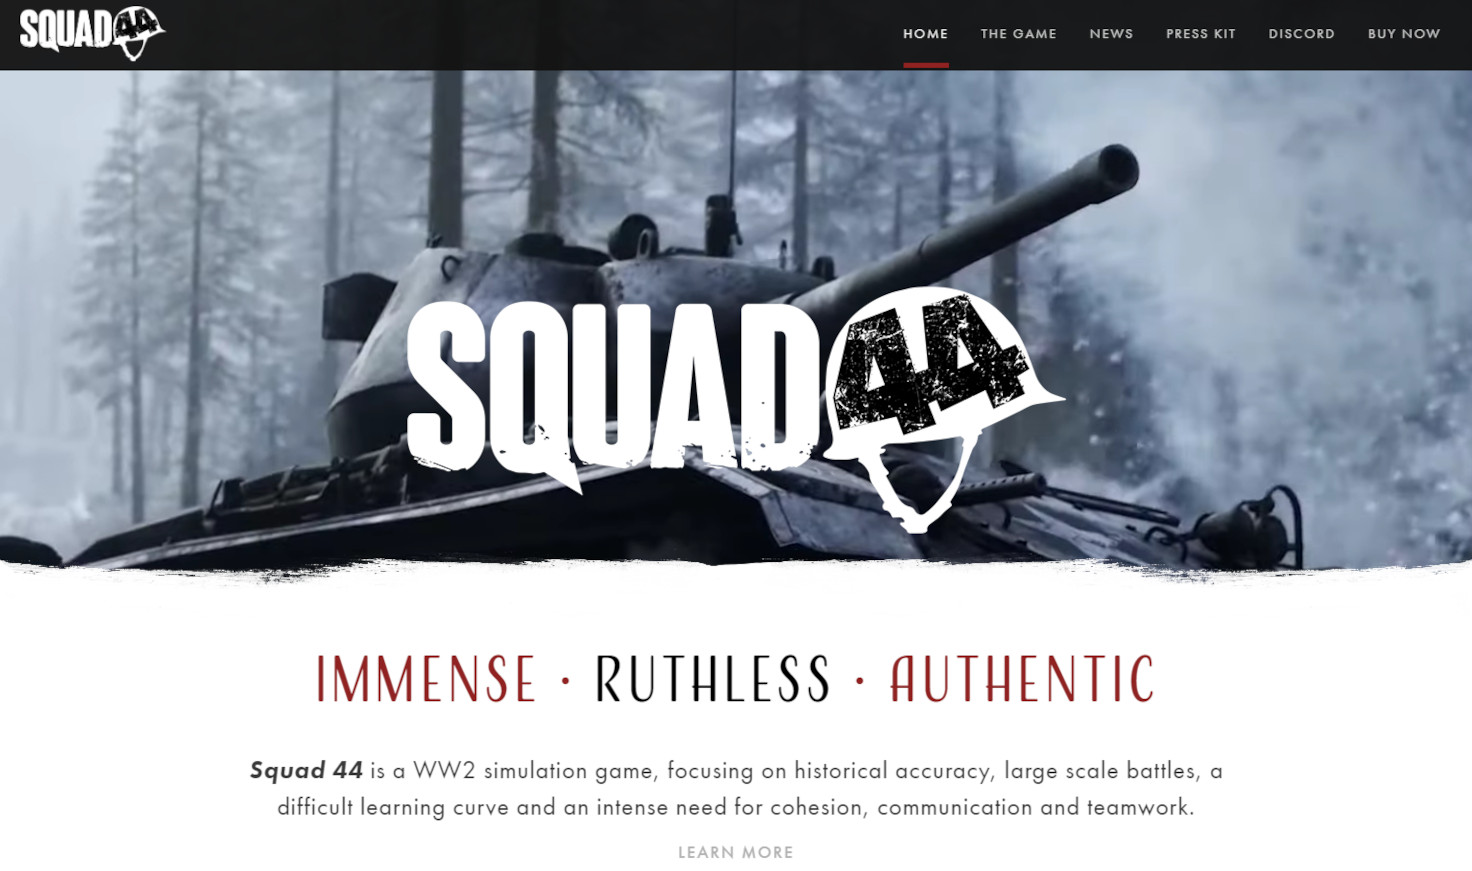 SQUAD 44
HOME THE GAME NEWS PRESS KIT DISCORD BUY NOW
SQUAD 44
IMMENSE · RUTHLESS · AUTHENTIC
Squad 44 is a WW2 simulation game, focusing on historical accuracy, large scale battles, a
difficult learning curve and an intense need for cohesion, communication and teamwork.
LEARN MORE